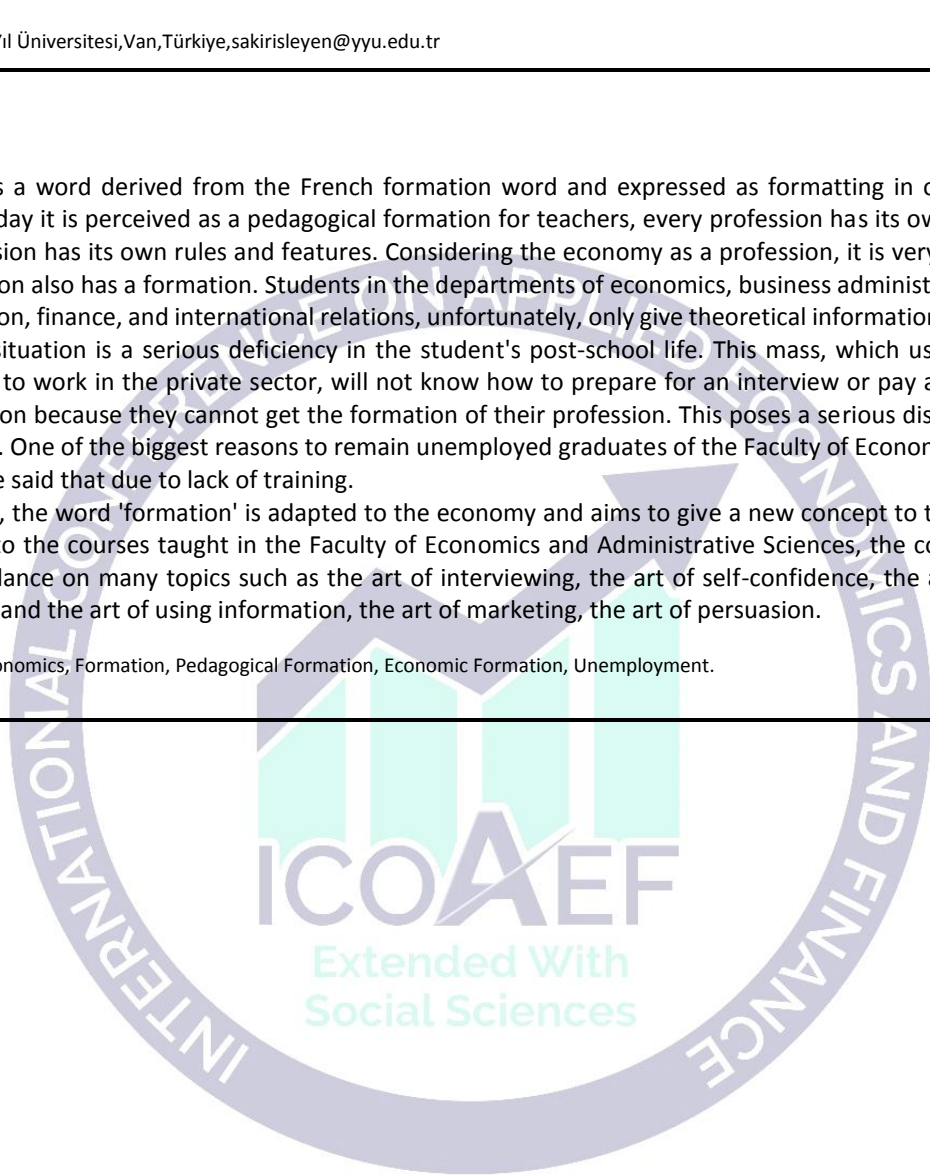 ıl Üniversitesi,Van,Türkiye,sakirisleyen@yyu.edu.tr
s a word derived from the French formation word and expressed as formatting in
day it is perceived as a pedagogical formation for teachers, every profession has its
sion has its own rules and features. Considering the economy as a profession, it is very
on also has a formation. Students in the departments of economics, business
on, finance, and international relations, unfortunately, only give theoretical information
situation is a serious deficiency in the student's post-school life. This mass, which
to work in the private sector, will not know how to prepare for an interview or pay
on because they cannot get the formation of their profession. This poses a serious
. One of the biggest reasons to remain unemployed graduates of the Faculty of
e said that due to lack of training.
, the word 'formation' is adapted to the economy and aims to give a new concept to
to the courses taught in the Faculty of Economics and Administrative Sciences, the
lance on many topics such as the art of interviewing, the art of self-confidence, the
and the art of using information, the art of marketing, the art of persuasion.
onomics, Formation, Pedagogical Formation, Economic Formation, Unemployment.
INTERNATIONAL CONFERENCE ON APPLIED ECONOMICS AND FINANCE
ICOAEF
Extended With
Social Sciences